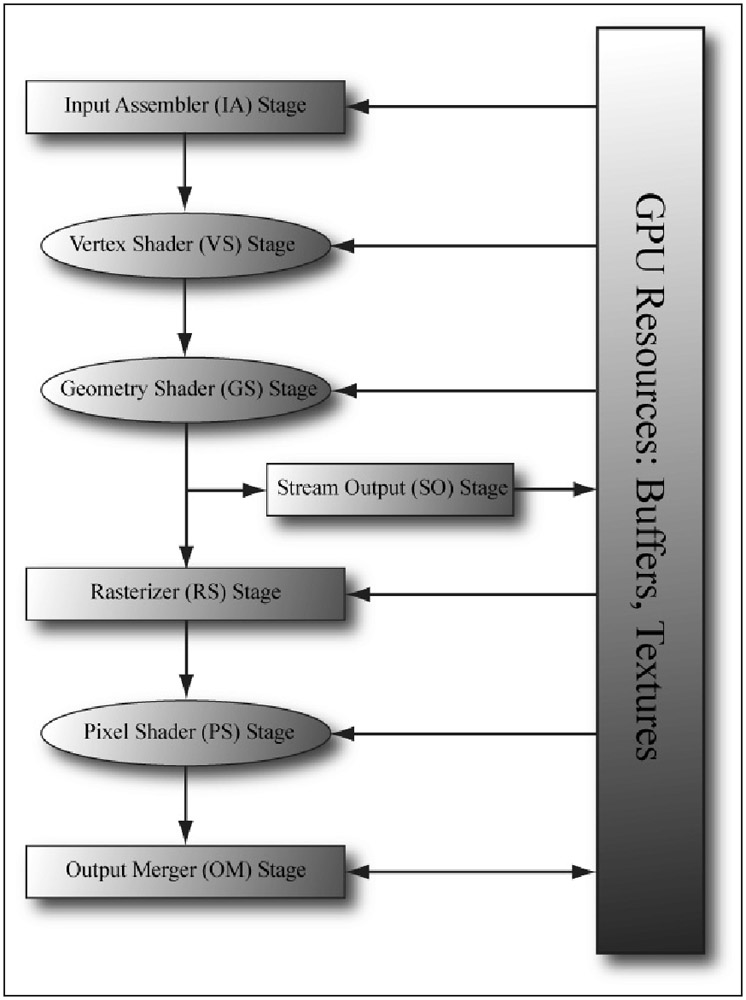 Input Assembler (IA) Stage
Vertex Shader (VS) Stage
Geometry Shader (GS) Stage
Stream Output (SO) Stage
Rasterizer (RS) Stage
Pixel Shader (PS) Stage
Output Merger (OM) Stage
GPU Resources: Buffers, Textures